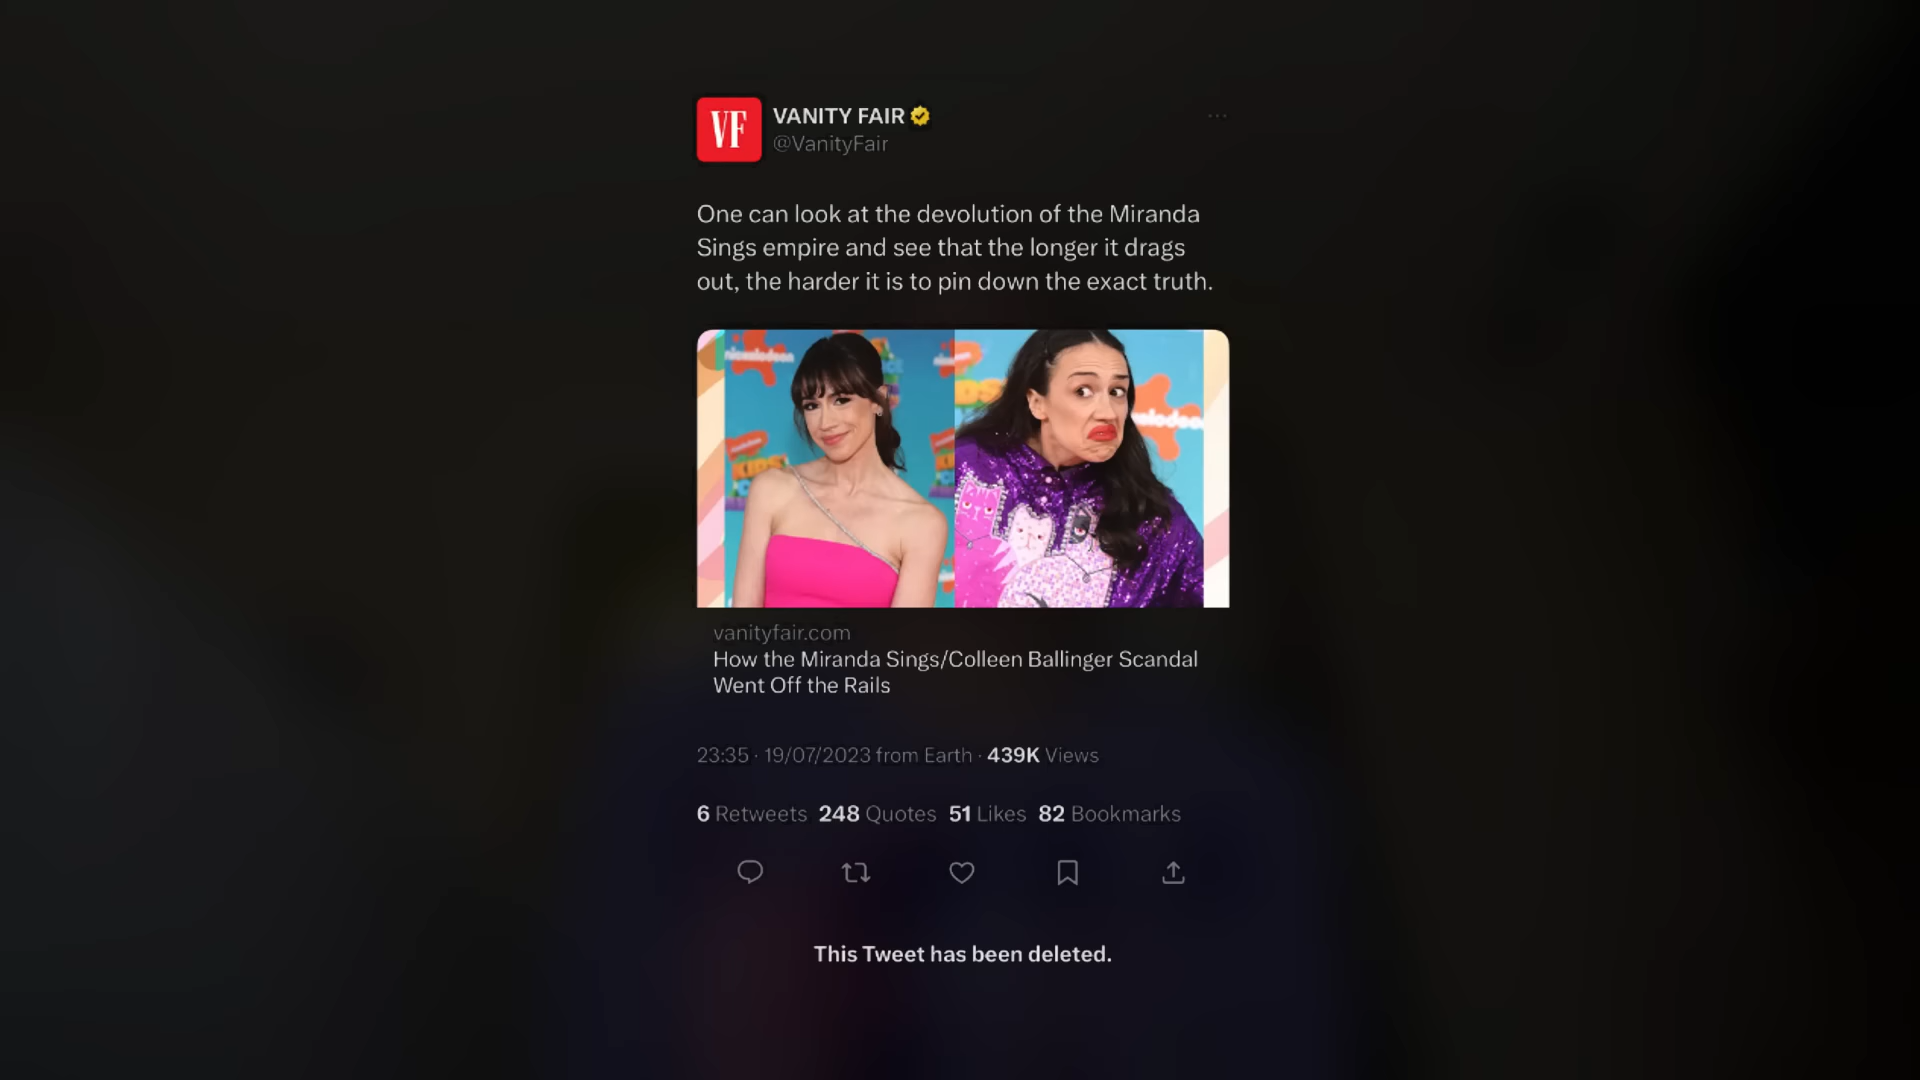 VF
VANITY FAIR
@VanityFair
One can look at the devolution of the Miranda
Sings empire and see that the longer it drags
out, the harder it is to pin down the exact truth.
nickelodeon
KIDS'
vanityfair.com
How the Miranda Sings/Colleen Ballinger Scandal
Went Off the Rails
23:35 · 19/07/2023 from Earth · 439K Views
6 Retweets 248 Quotes 51 Likes 82 Bookmarks
This Tweet has been deleted.